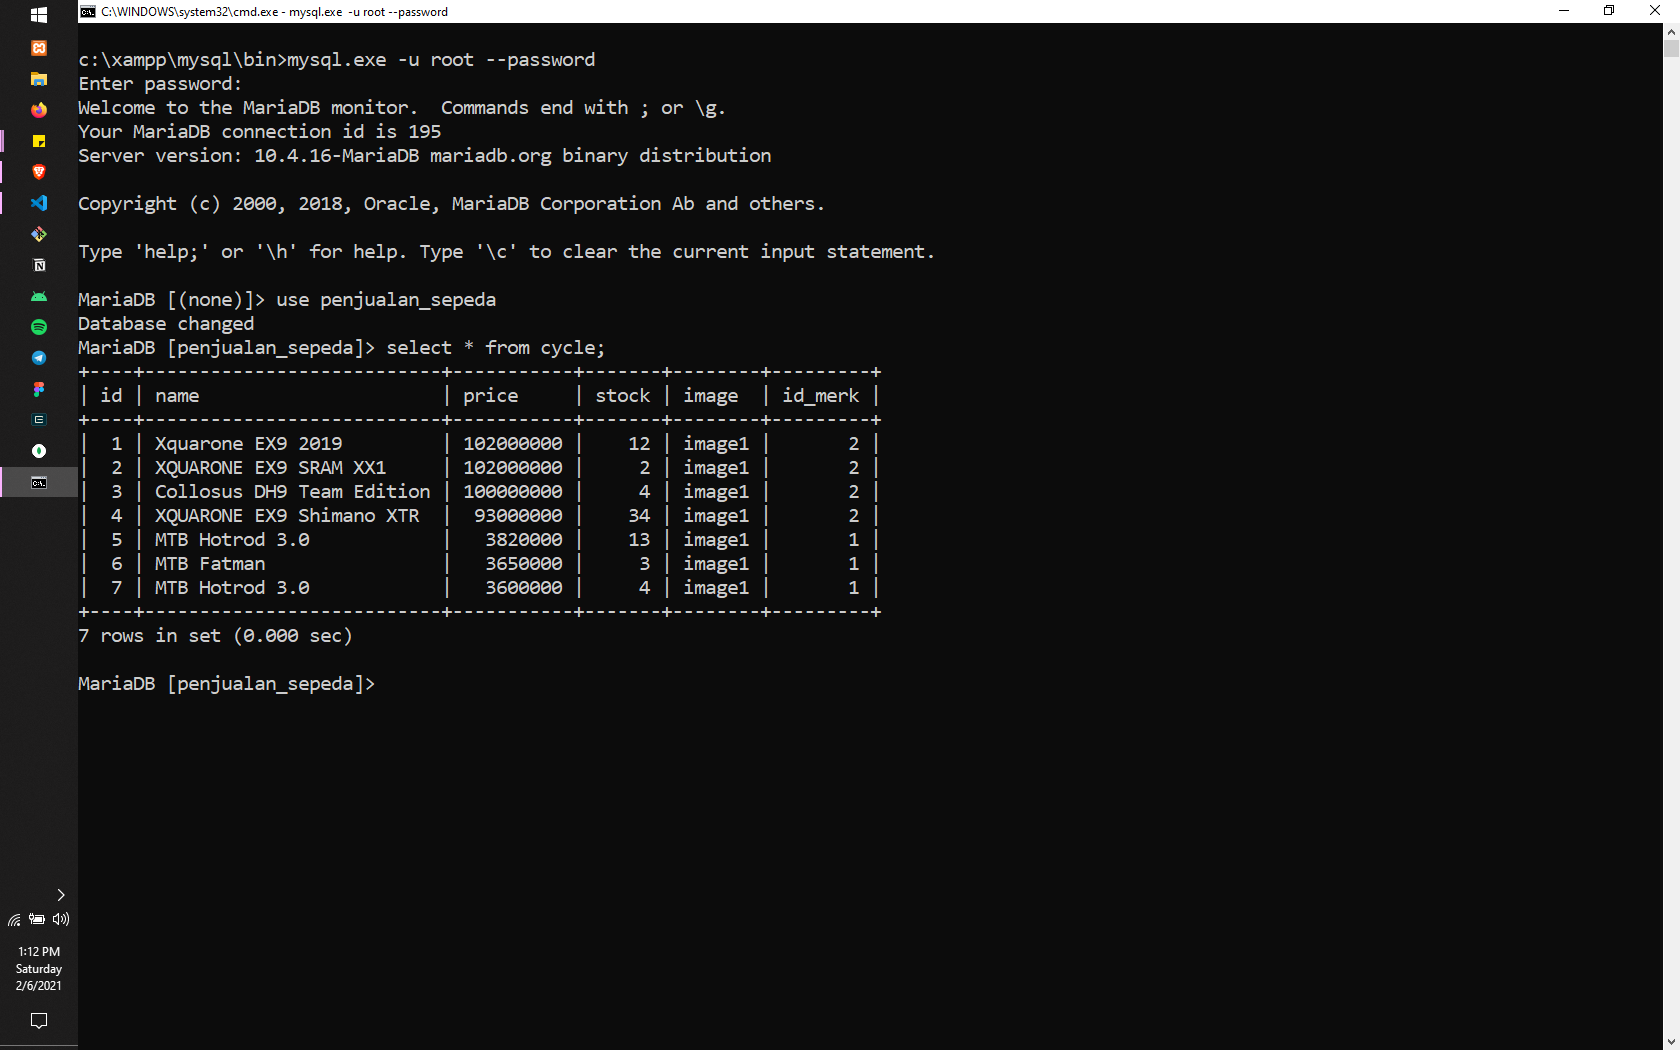 C:\WINDOWS\system32\cmd.exe - mysql.exe -u root --password
c:\xampp\mysql\bin>mysql.exe -u root --password
Enter password:
Welcome to the MariaDB monitor.  Commands end with ; or \g.
Your MariaDB connection id is 195
Server version: 10.4.16-MariaDB mariadb.org binary distribution
Copyright (c) 2000, 2018, Oracle, MariaDB Corporation Ab and others.
Type 'help;' or '\h' for help. Type '\c' to clear the current input statement.
MariaDB [(none)]> use penjualan_sepeda
Database changed
MariaDB [penjualan_sepeda]> select * from cycle;
+----+---------------------------+-----------+-------+--------+---------+
| id | name                      | price     | stock | image  | id_merk |
+----+---------------------------+-----------+-------+--------+---------+
|  1 | Xquarone EX9 2019         | 102000000 |    12 | image1 |       2 |
|  2 | XQUARONE EX9 SRAM XX1     | 102000000 |     2 | image1 |       2 |
|  3 | Collosus DH9 Team Edition | 100000000 |     4 | image1 |       2 |
|  4 | XQUARONE EX9 Shimano XTR  |  93000000 |    34 | image1 |       2 |
|  5 | MTB Hotrod 3.0            |   3820000 |    13 | image1 |       1 |
|  6 | MTB Fatman                |   3650000 |     3 | image1 |       1 |
|  7 | MTB Hotrod 3.0            |   3600000 |     4 | image1 |       1 |
+----+---------------------------+-----------+-------+--------+---------+
7 rows in set (0.000 sec)
MariaDB [penjualan_sepeda]>
1:12 PM
Saturday
2/6/2021